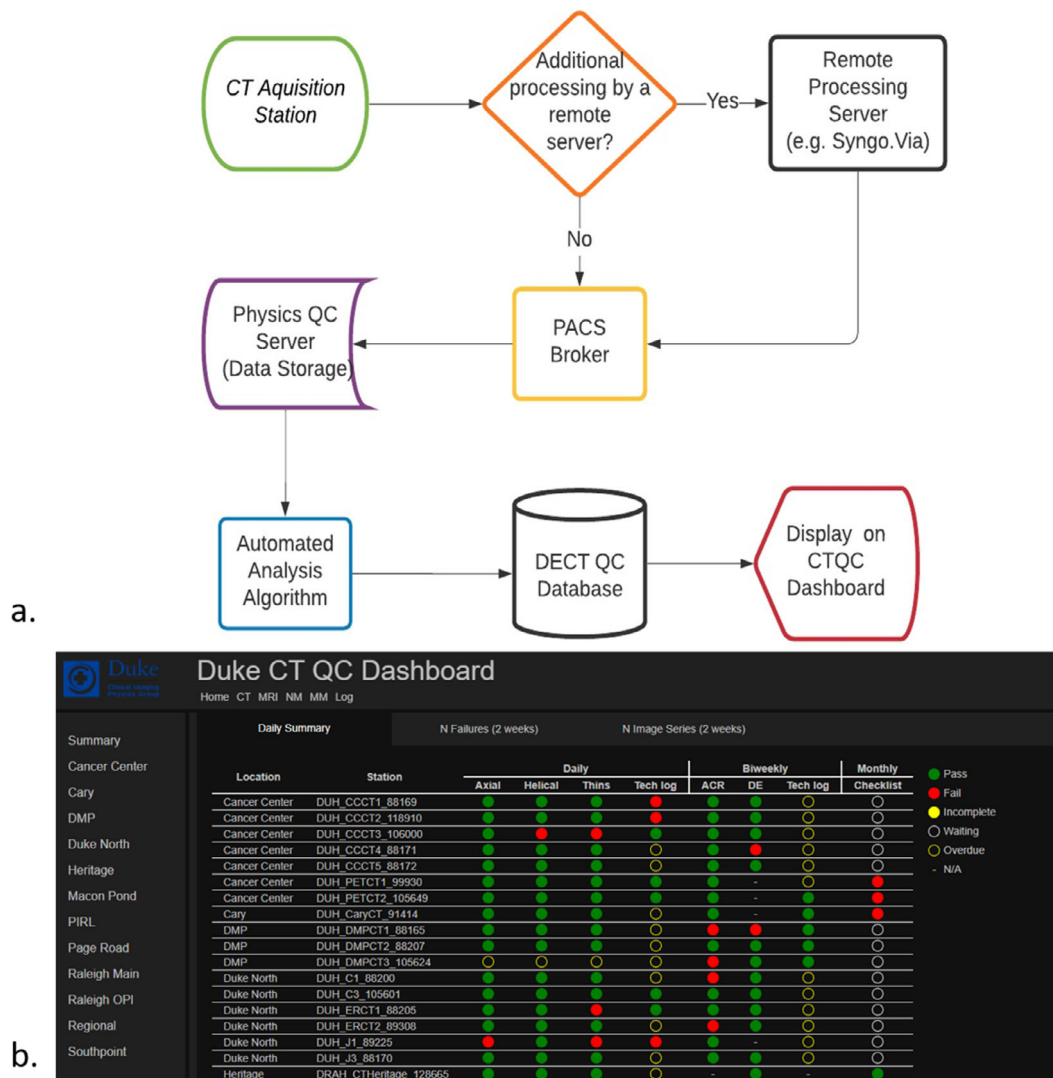 CT Aquisition
Station
Additional
processing by a
remote
server?
Yes
Remote
Processing
Server
(e.g. Syngo.Via)
No
Physics QC
Server
(Data Storage)
PACS
Broker
Automated
Analysis
Algorithm
DECT QC
Database
Display on
CTQC
Dashboard
a.
Duke
Clinical Imaging
Physics Group
Duke CT QC Dashboard
Home CT MRI NM MM Log
Summary
Cancer Center
Cary
DMP
Duke North
Heritage
Macon Pond
PIRL
Page Road
Raleigh Main
Raleigh OPI
Regional
Southpoint
Daily Summary N Failures (2 weeks) N Image Series (2 weeks)
Daily Biweekly Monthly
Location Station Axial Helical Thins Tech log ACR DE Tech log Checklist
Cancer Center DUH_CCCT1_88169
Cancer Center DUH_CCCT2_118910
Cancer Center DUH_CCCT3_106000
Cancer Center DUH_CCCT4_88171
Cancer Center DUH_CCCT5_88172
Cancer Center DUH_PETCT1_99930 -
Cancer Center DUH_PETCT2_105649 -
Cary DUH_CaryCT_91414 -
DMP DUH_DMPCT1_88165
DMP DUH_DMPCT2_88207
DMP DUH_DMPCT3_105624
Duke North DUH_C1_88200
Duke North DUH_C3_105601
Duke North DUH_ERCT1_88205
Duke North DUH_ERCT2_89308
Duke North DUH_J1_89225 -
Duke North DUH_J3_88170
Heritage DRAH_CTHeritage_128665 - -
Pass
Fail
Incomplete
Waiting
Overdue
- N/A
b.